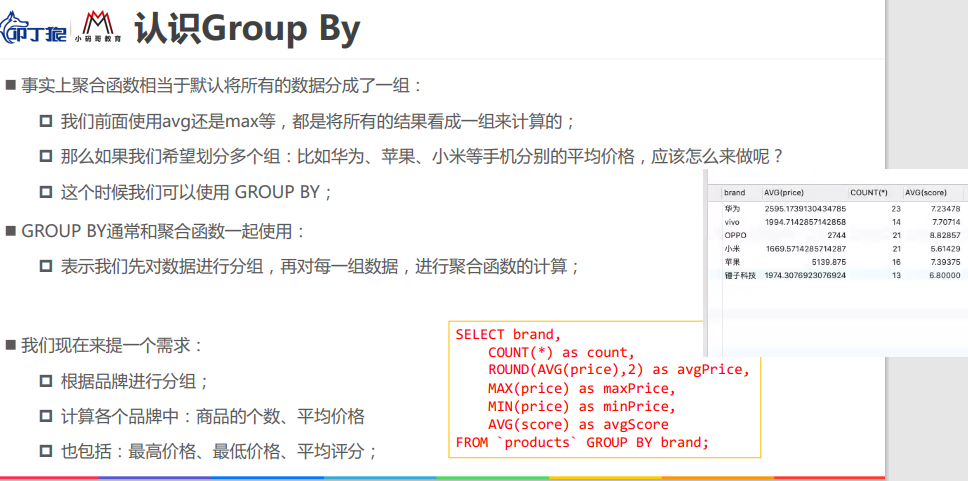 叩丁狼
小码哥教育
认识Group By
■ 事实上聚合函数相当于默认将所有的数据分成了一组：
我们前面使用avg还是max等，都是将所有的结果看成一组来计算的；
那么如果我们希望划分多个组：比如华为、苹果、小米等手机分别的平均价格，应该怎么来做呢？
这个时候我们可以使用 GROUP BY；
■ GROUP BY通常和聚合函数一起使用：
表示我们先对数据进行分组，再对每一组数据，进行聚合函数的计算；
■ 我们现在来提一个需求：
根据品牌进行分组；
计算各个品牌中：商品的个数、平均价格
也包括：最高价格、最低价格、平均评分；
brand AVG(price) COUNT(*) AVG(score)
华为 2595.1739130434785 23 7.23478
vivo 1994.7142857142858 14 7.70714
OPPO 2744 21 8.82857
小米 1669.5714285714287 21 5.61429
苹果 5139.875 16 7.39375
锤子科技 1974.3076923076924 13 6.80000
SELECT brand,
COUNT(*) as count,
ROUND(AVG(price),2) as avgPrice,
MAX(price) as maxPrice,
MIN(price) as minPrice,
AVG(score) as avgScore
FROM `products` GROUP BY brand;